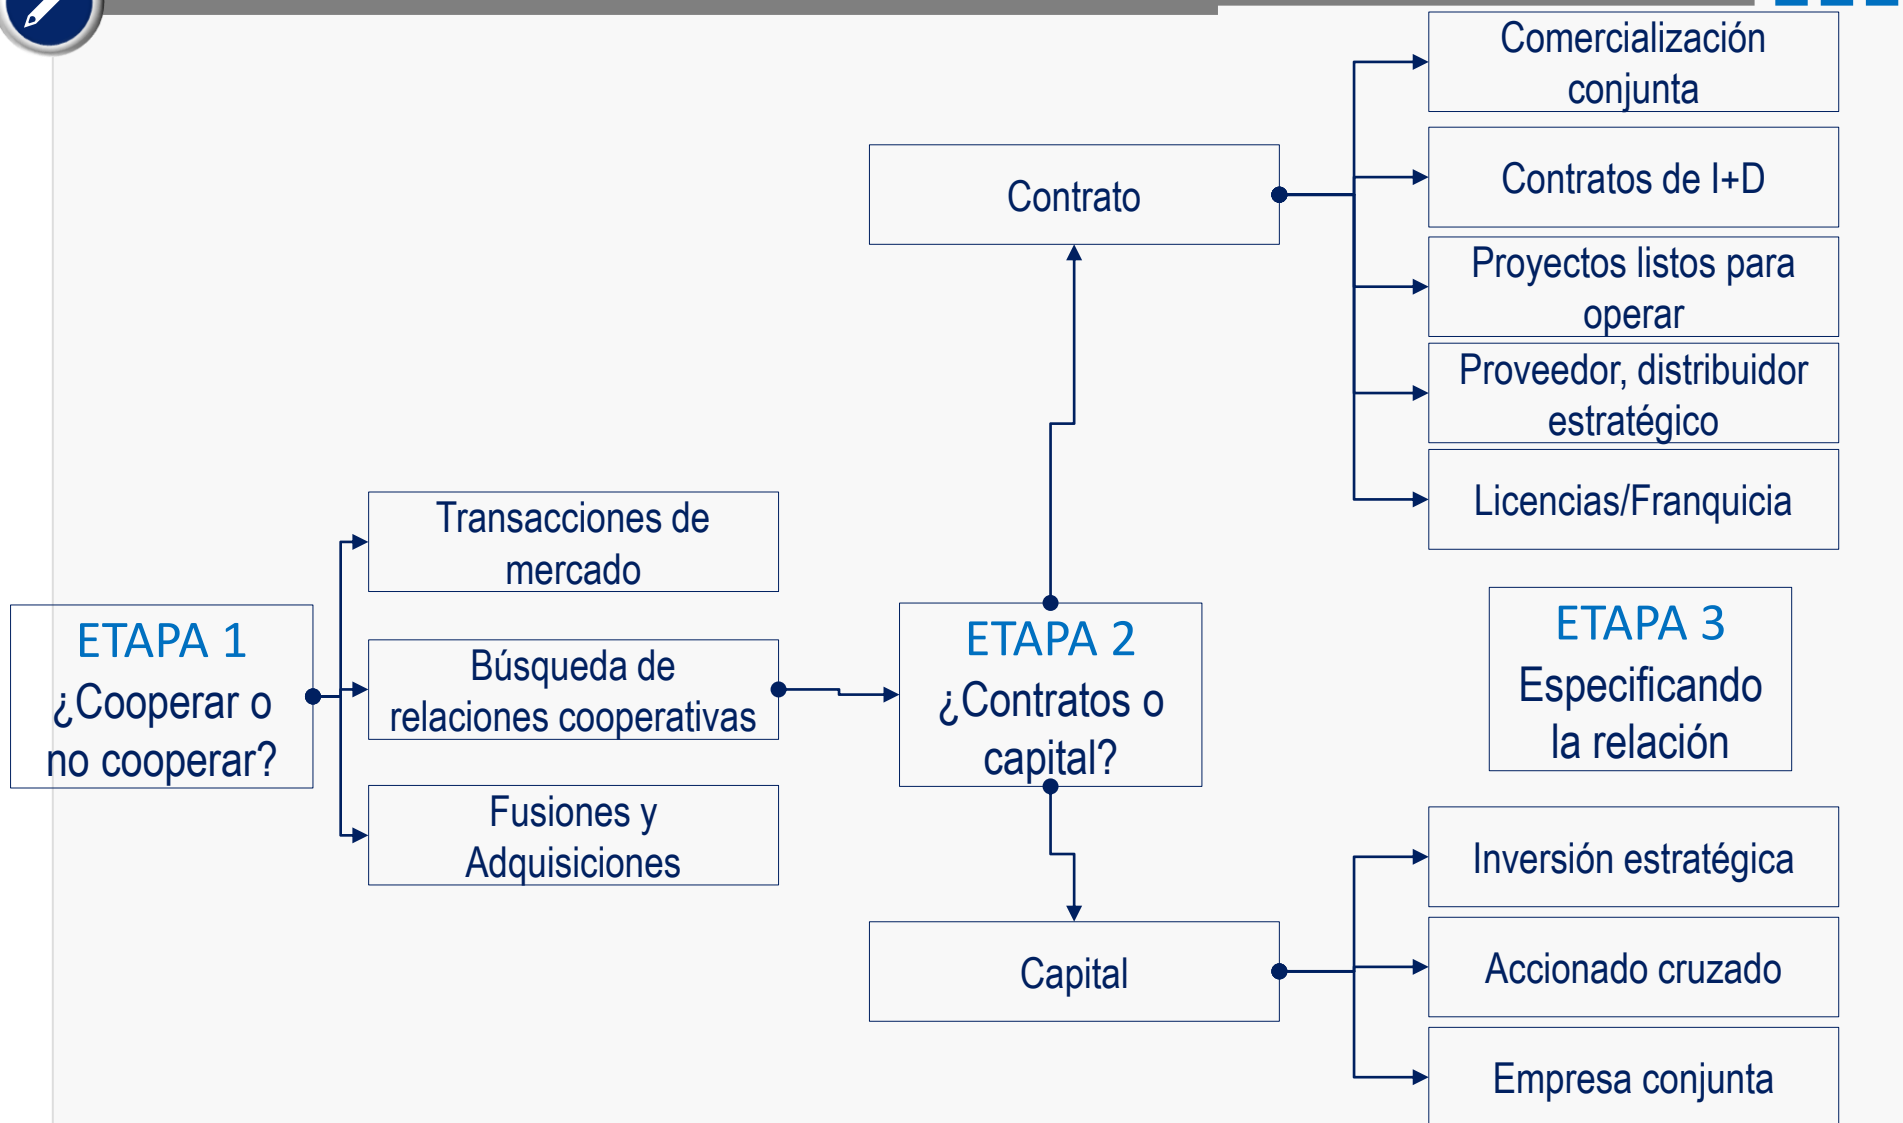 Comercialización
conjunta
Contrato
Contratos de I+D
Proyectos listos para
operar
Proveedor, distribuidor
estratégico
Licencias/Franquicia
Transacciones de
mercado
ETAPA 1
¿Cooperar o
no cooperar?
Búsqueda de
relaciones cooperativas
Fusiones y
Adquisiciones
ETAPA 2
¿Contratos o
capital?
ETAPA 3
Especificando
la relación
Capital
Inversión estratégica
Accionado cruzado
Empresa conjunta